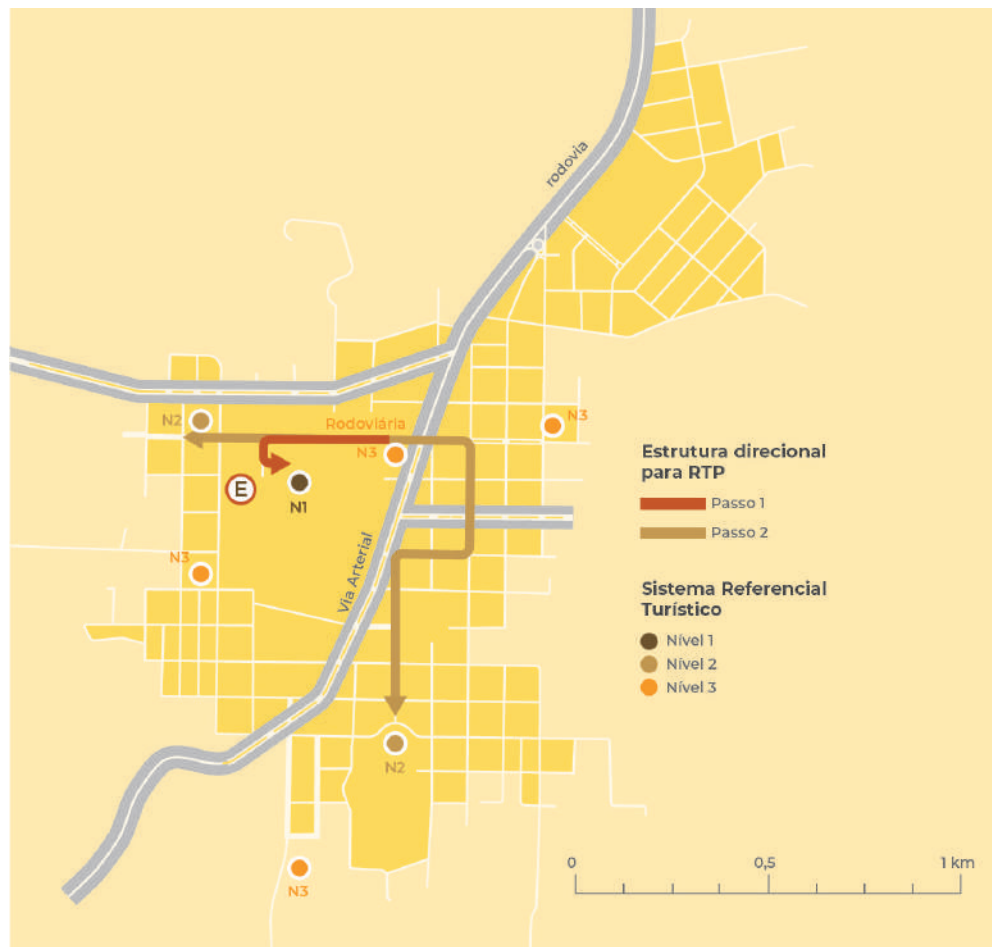 rodovia
N2
Rodoviária
N3
N3
E
N1
Via Arterial
N3
N2
N3
Estrutura direcional
para RTP
Passo 1
Passo 2
Sistema Referencial
Turístico
Nível 1
Nível 2
Nível 3
0
0,5
1 km